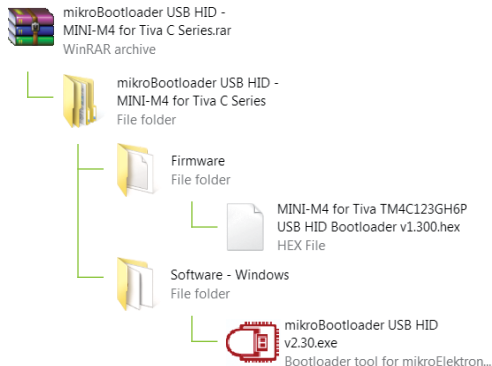 mikroBootloader USB HID -
MINI-M4 for Tiva C Series.rar
WinRAR archive
mikroBootloader USB HID -
MINI-M4 for Tiva C Series
File folder
Firmware
File folder
MINI-M4 for Tiva TM4C123GH6P
USB HID Bootloader v1.300.hex
HEX File
Software - Windows
File folder
mikroBootloader USB HID
v2.30.exe
Bootloader tool for mikroElektron...